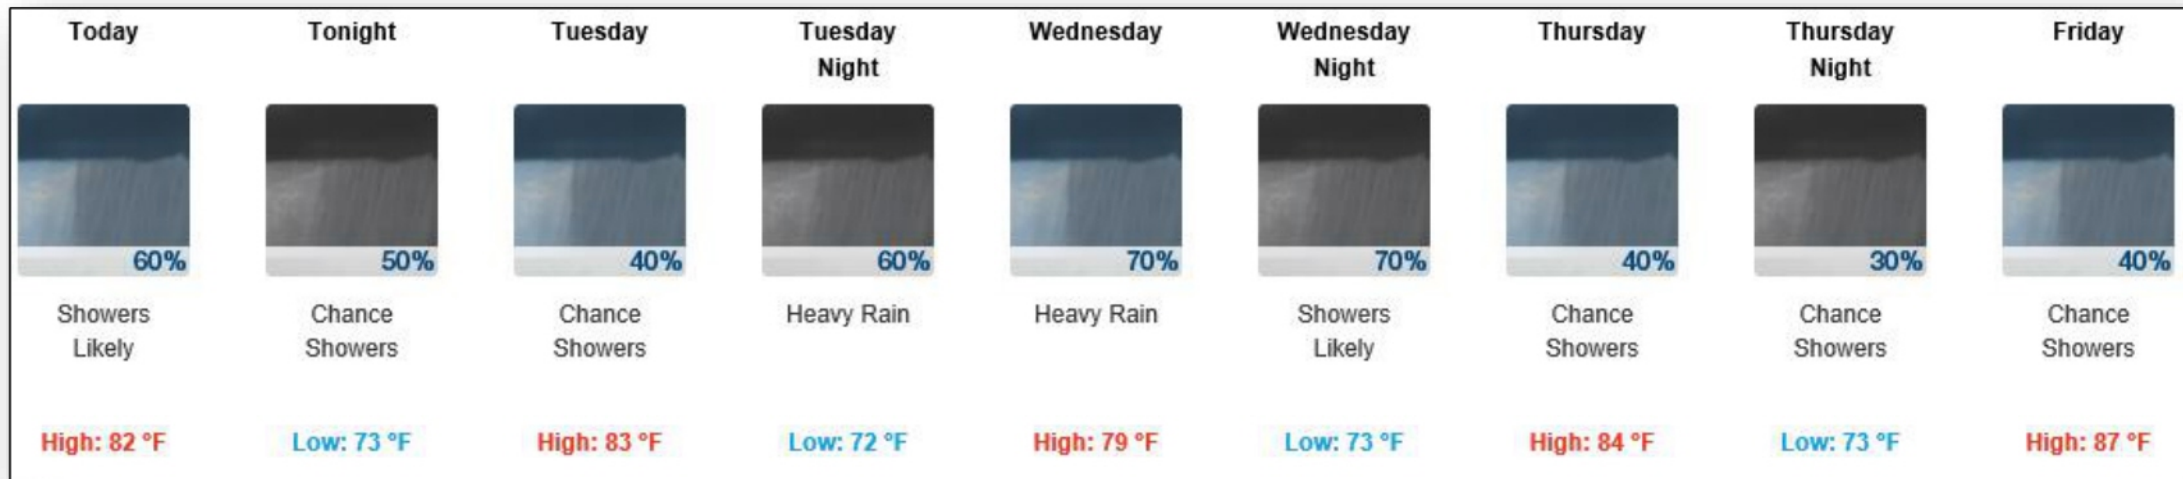 Today
Tonight
Tuesday
Tuesday
Night
Wednesday
Wednesday
Night
Thursday
Thursday
Night
Friday
60%
50%
40%
60%
70%
70%
40%
30%
40%
Showers
Likely
Chance
Showers
Chance
Showers
Heavy Rain
Heavy Rain
Showers
Likely
Chance
Showers
Chance
Showers
Chance
Showers
High: 82 °F
Low: 73 °F
High: 83 °F
Low: 72 °F
High: 79 °F
Low: 73 °F
High: 84 °F
Low: 73 °F
High: 87 °F